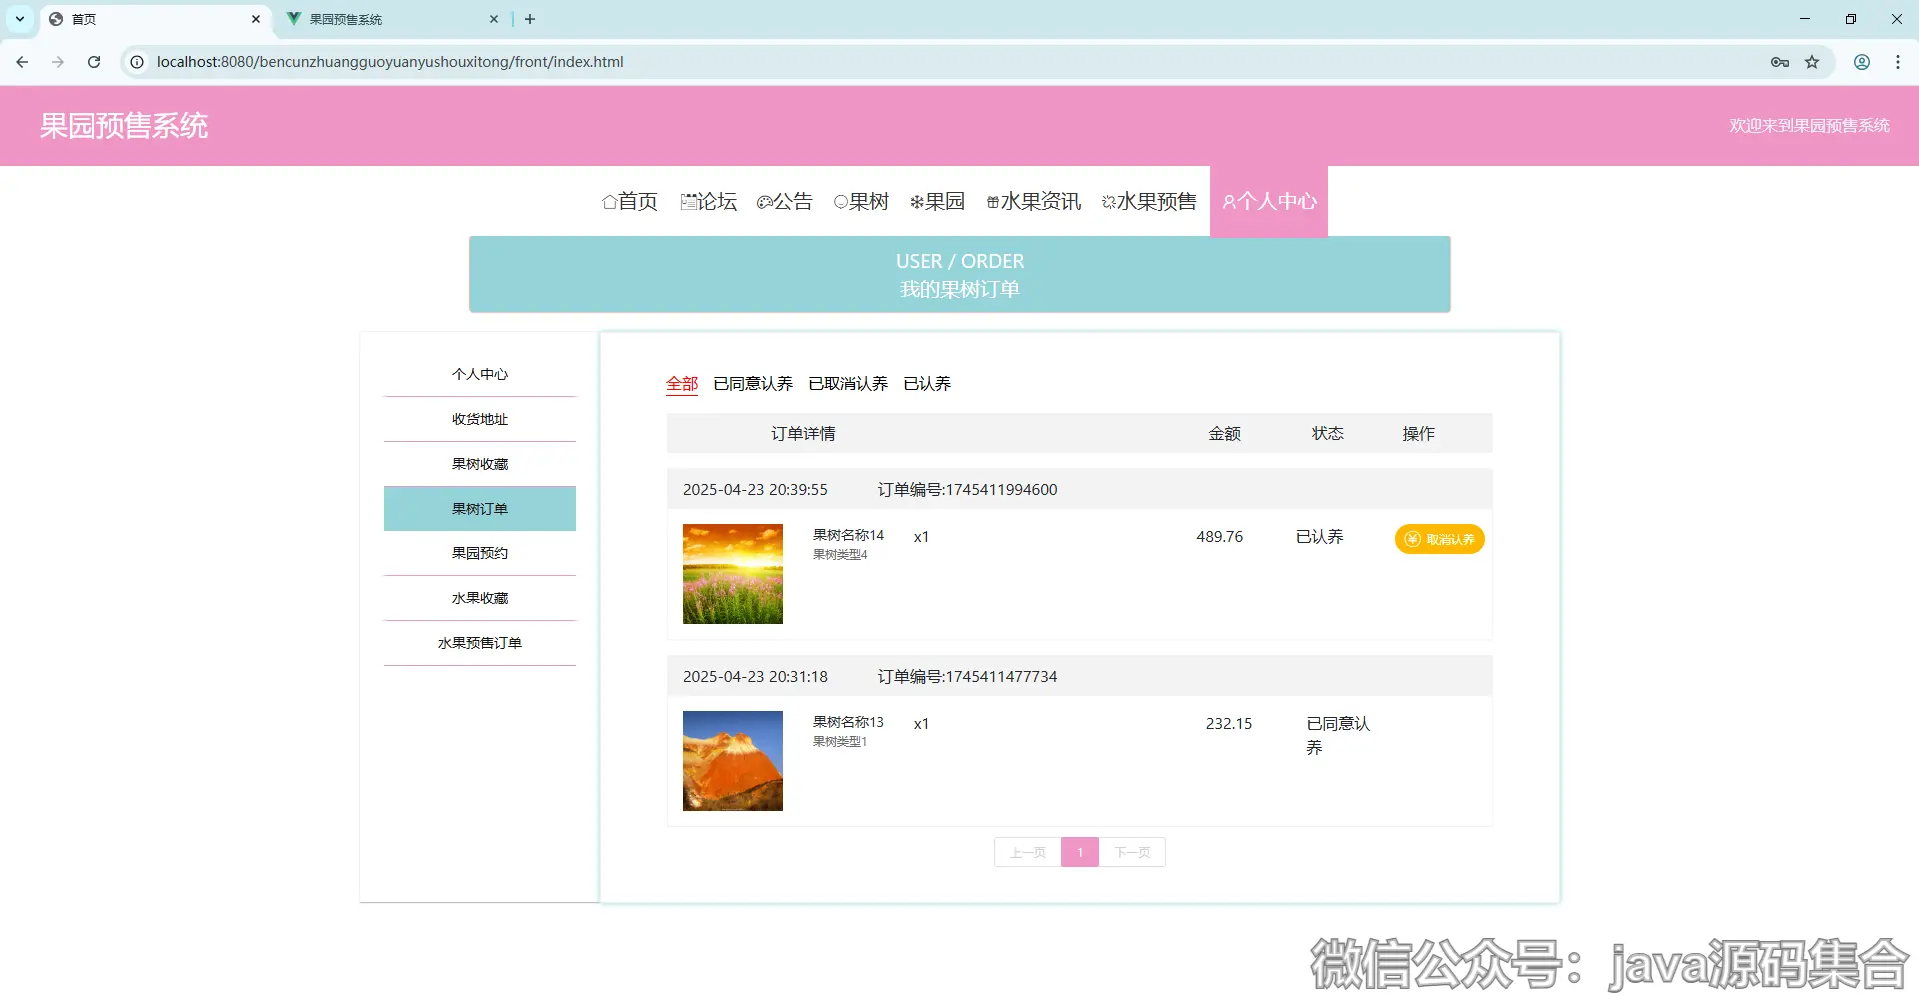 首页
果园预售系统
localhost:8080/bencunzhuangguoyuanyushouxitong/front/index.html
果园预售系统
欢迎来到果园预售系统
首页 论坛 公告 果树 果园 水果资讯 水果预售 个人中心
USER / ORDER
我的果树订单
个人中心
收货地址
果树收藏
果树订单
果园预约
水果收藏
水果预售订单
全部 已同意认养 已取消认养 已认养
订单详情 金额 状态 操作
2025-04-23 20:39:55 订单编号:1745411994600
果树名称14 x1 489.76 已认养 取消认养
果树类型4
2025-04-23 20:31:18 订单编号:1745411477734
果树名称13 x1 232.15 已同意认
养
果树类型1
上一页 1 下一页
微信公众号：java源码集合